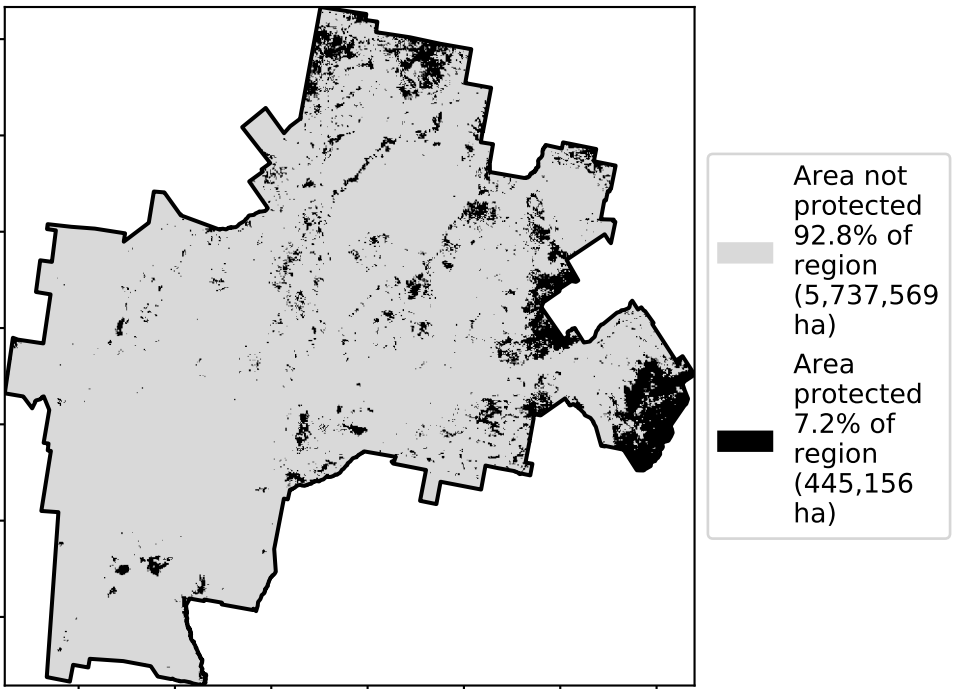 Area not
protected
92.8% of
region
(5,737,569
ha)
Area
protected
7.2% of
region
(445,156
ha)